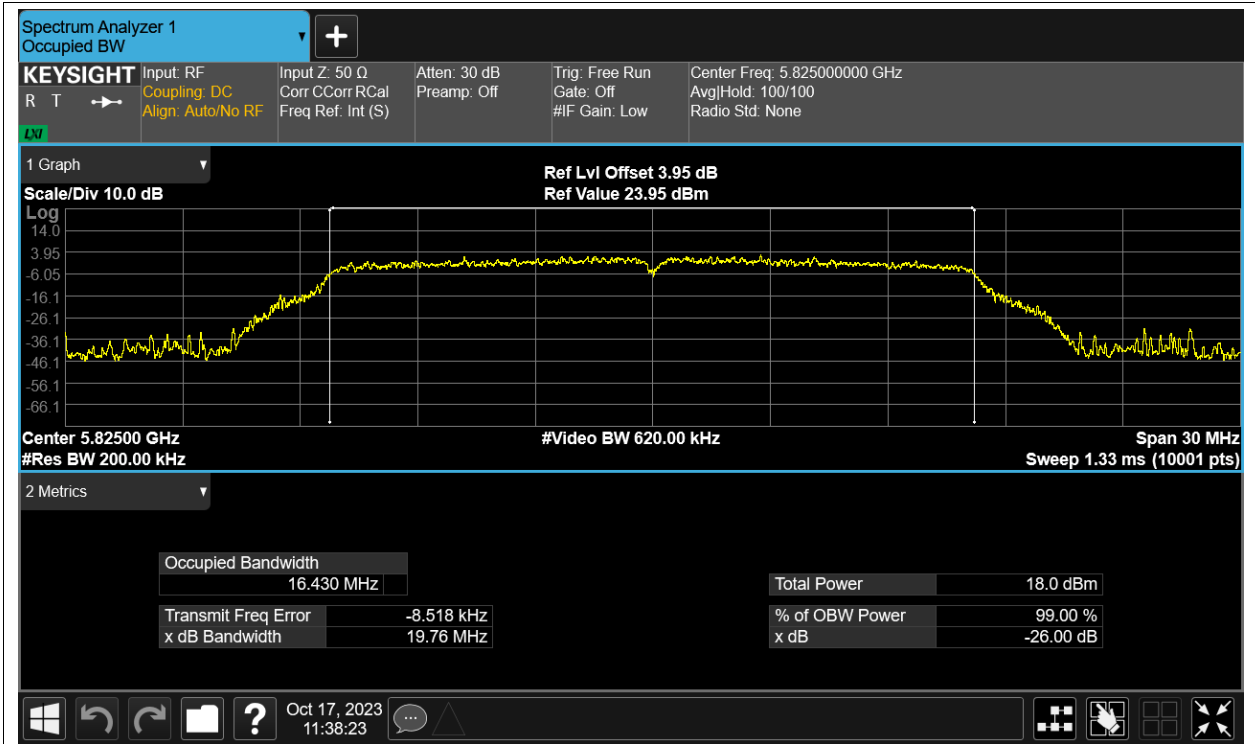 Spectrum Analyzer 1
Occupied BW
KEYSIGHT
R T
LXI
Input: RF
Coupling: DC
Align: Auto/No RF
Input Z: 50 Ω
Corr CCorr RCal
Freq Ref: Int (S)
Atten: 30 dB
Preamp: Off
Trig: Free Run
Gate: Off
#IF Gain: Low
Center Freq: 5.825000000 GHz
Avg|Hold: 100/100
Radio Std: None
1 Graph
Scale/Div 10.0 dB
Ref Lvl Offset 3.95 dB
Ref Value 23.95 dBm
Log
14.0
3.95
-6.05
-16.1
-26.1
-36.1
-46.1
-56.1
-66.1
Center 5.82500 GHz
#Res BW 200.00 kHz
#Video BW 620.00 kHz
Span 30 MHz
Sweep 1.33 ms (10001 pts)
2 Metrics
Occupied Bandwidth
16.430 MHz
Transmit Freq Error -8.518 kHz
x dB Bandwidth 19.76 MHz
Total Power 18.0 dBm
% of OBW Power 99.00 %
x dB -26.00 dB
?
Oct 17, 2023
11:38:23